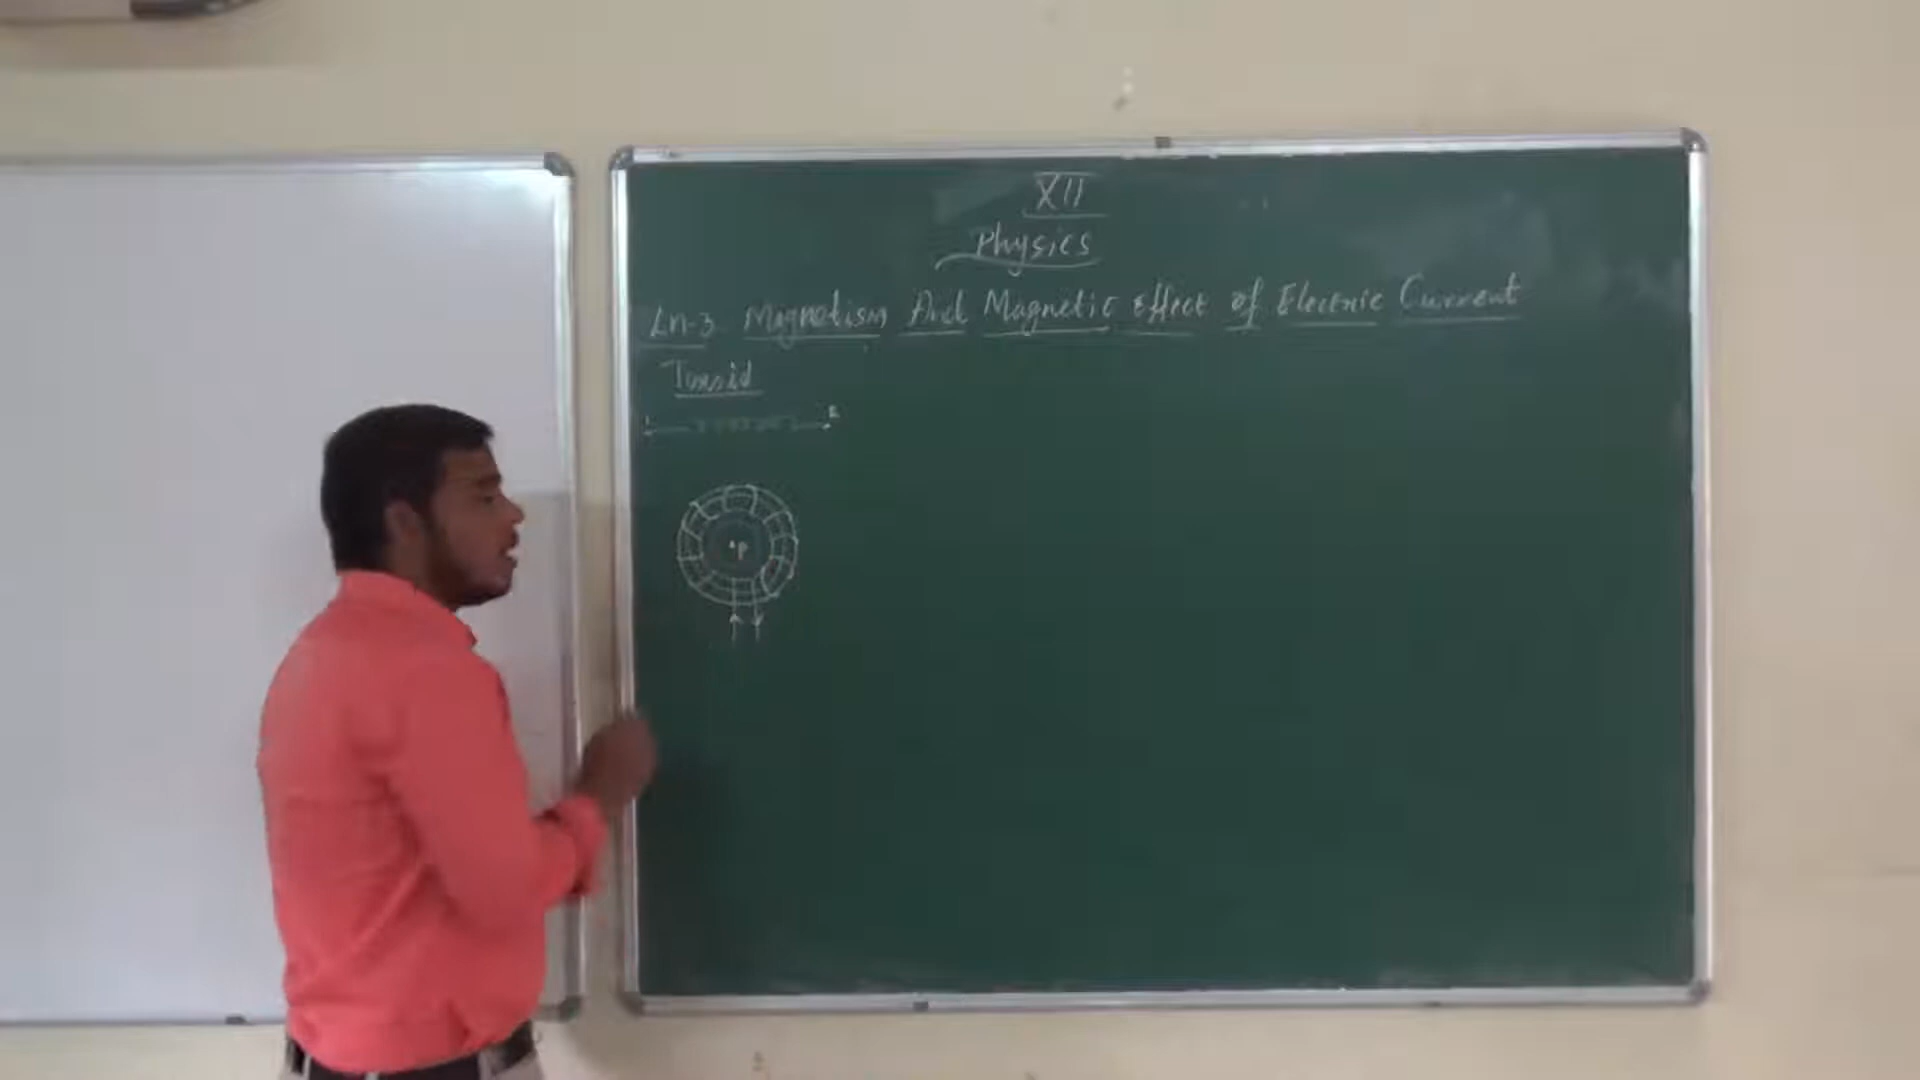 XII
Physics
Ln-3 Magnetism And Magnetic Effect of Electric Current
Toroid
P